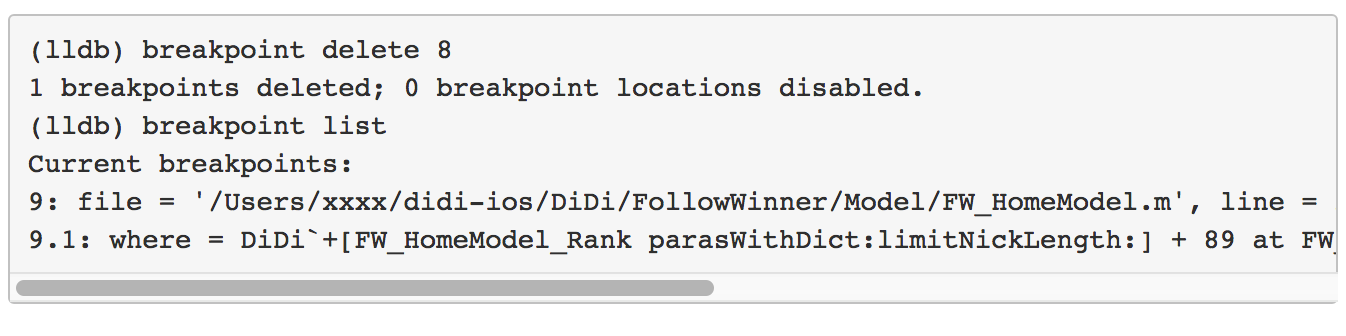 (lldb) breakpoint delete 8
1 breakpoints deleted; 0 breakpoint locations disabled.
(lldb) breakpoint list
Current breakpoints:
9: file = '/Users/xxxx/didi-ios/DiDi/FollowWinner/Model/FW_HomeModel.m', line =
9.1: where = DiDi`+[FW_HomeModel_Rank parasWithDict:limitNickLength:] + 89 at FW_